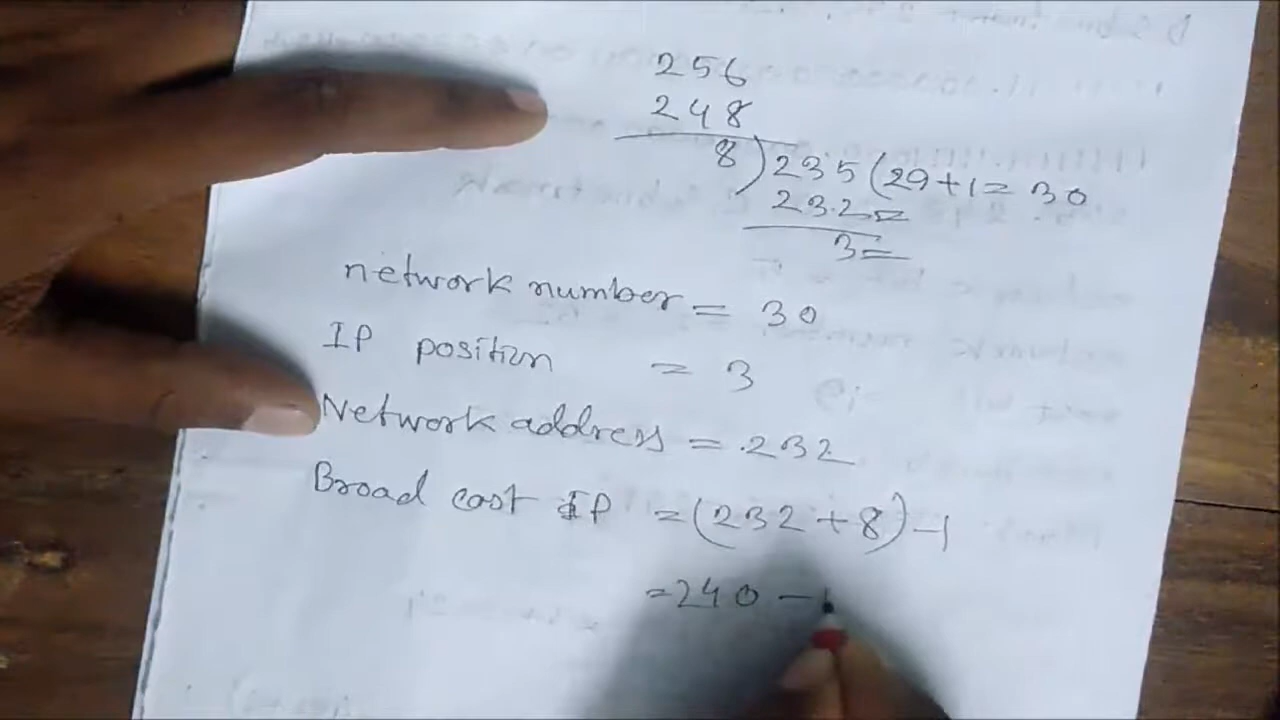 256
248
8) 235 (29+1= 30
232=
3=
network number = 30
IP position = 3
Network address = .232
Broad cast IP = (232+8)-1
=240-1